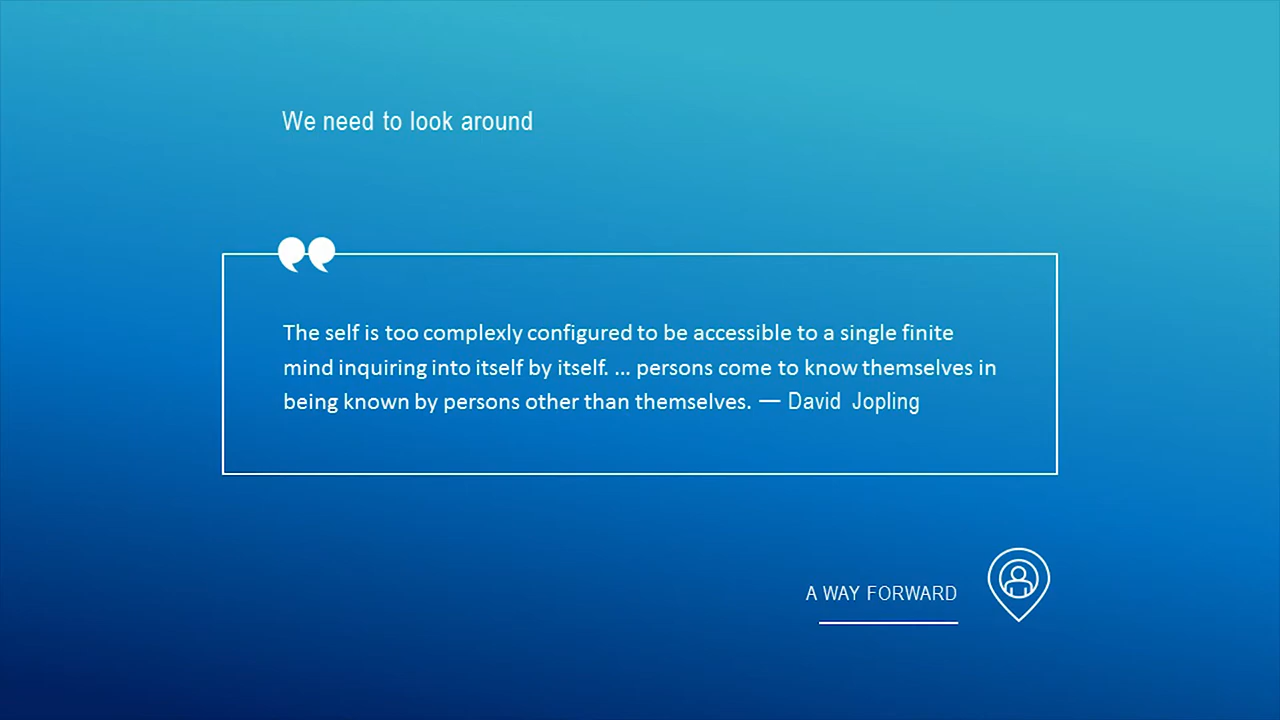 We need to look around
The self is too complexly configured to be accessible to a single finite
mind inquiring into itself by itself. ... persons come to know themselves in
being known by persons other than themselves. — David Jopling
A WAY FORWARD